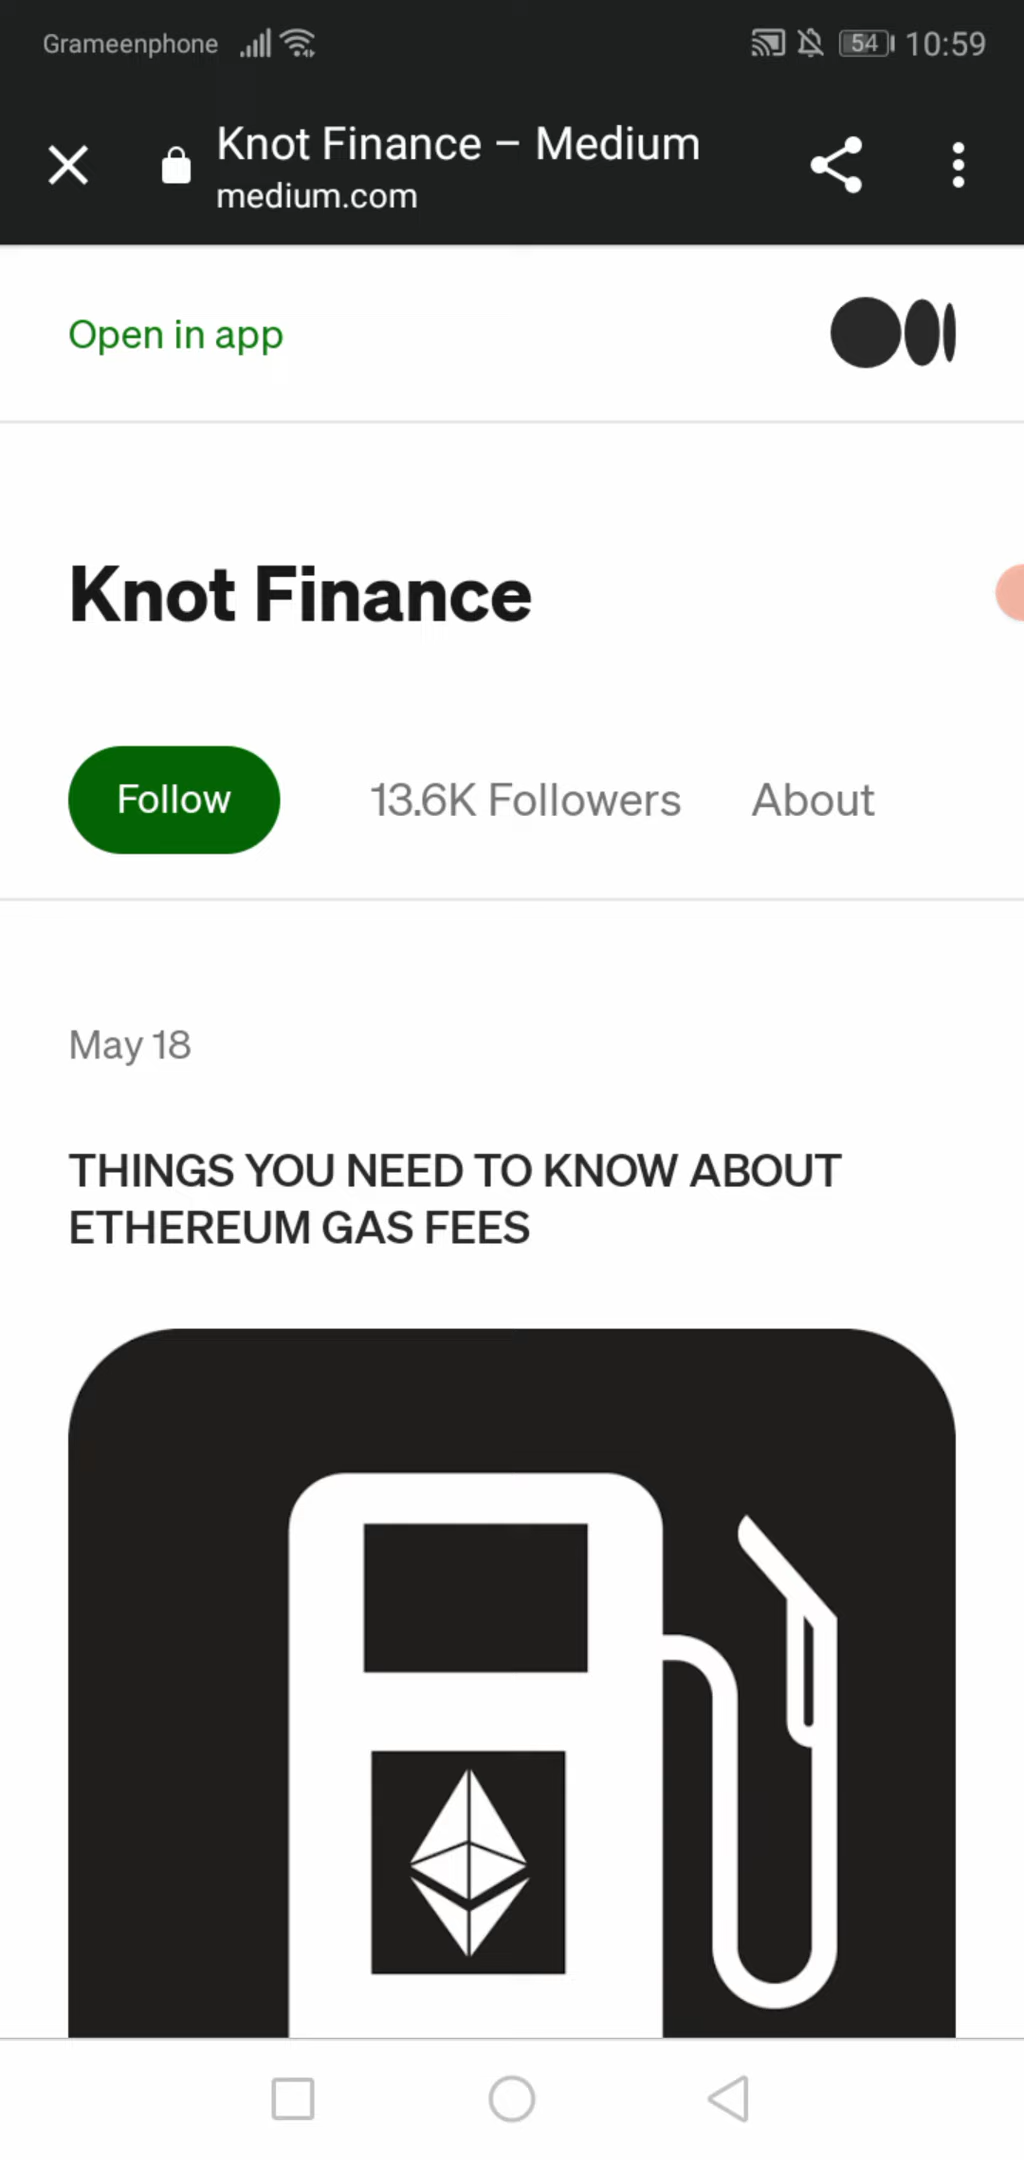 Grameenphone 54 10:59
Knot Finance – Medium
medium.com
Open in app
Knot Finance
Follow 13.6K Followers About
May 18
THINGS YOU NEED TO KNOW ABOUT
ETHEREUM GAS FEES